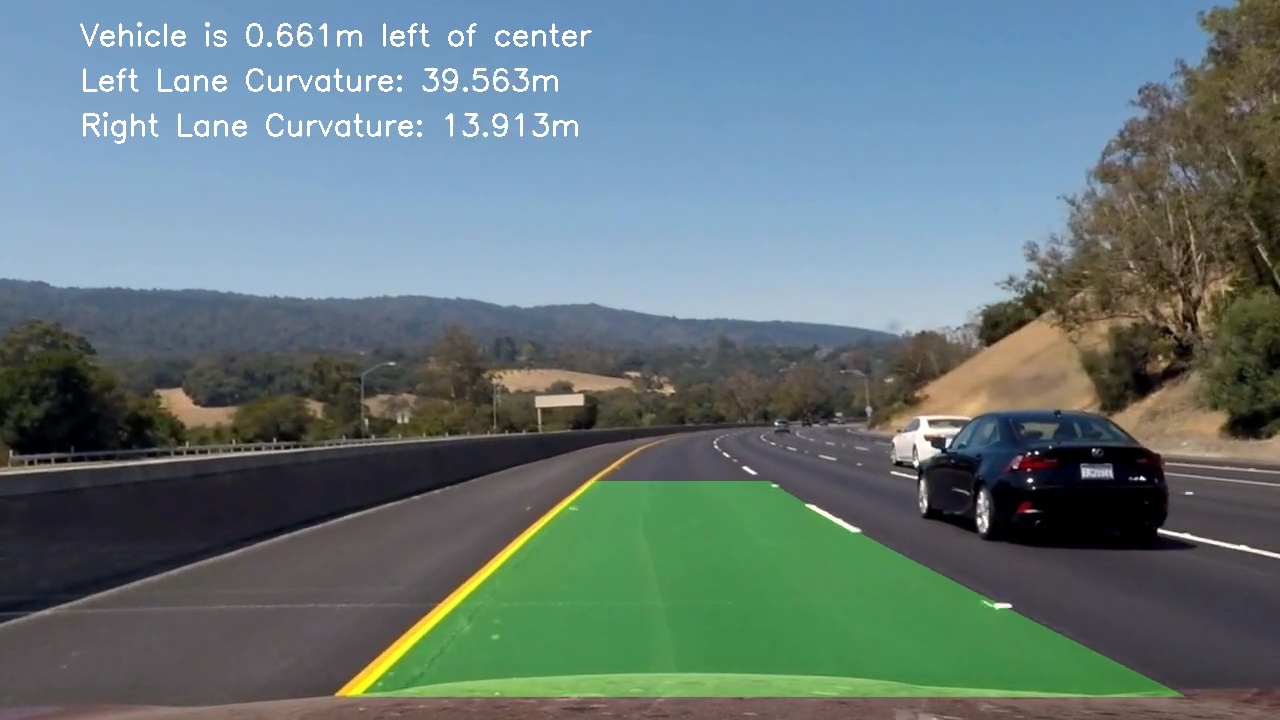 Vehicle is 0.661m left of center
Left Lane Curvature: 39.563m
Right Lane Curvature: 13.913m